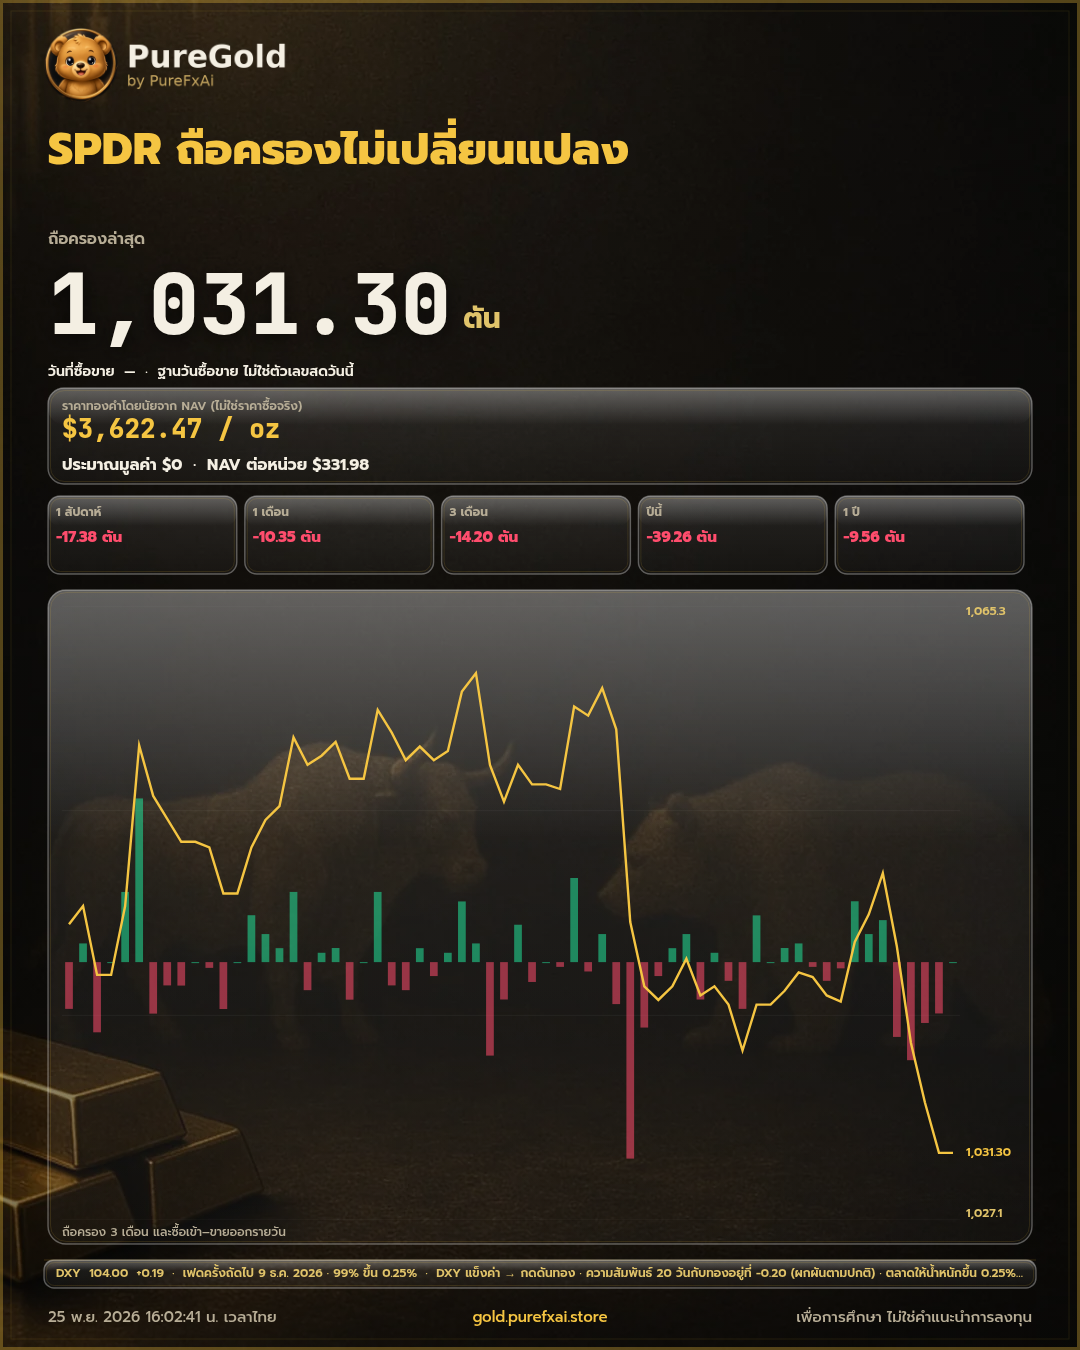 PureGold
by PureFxAi
SPDR ถือครองไม่เปลี่ยนแปลง
ถือครองล่าสุด
1,031.30 ตัน
วันที่ซื้อขาย — · ฐานวันซื้อขาย ไม่ใช่ตัวเลขสดวันนี้
ราคาทองคำโดยนัยจาก NAV (ไม่ใช่ราคาซื้อจริง)
$3,622.47 / oz
ประมาณมูลค่า $0 · NAV ต่อหน่วย $331.98
1 สัปดาห์
-17.38 ตัน
1 เดือน
-10.35 ตัน
3 เดือน
-14.20 ตัน
ปีนี้
-39.26 ตัน
1 ปี
-9.56 ตัน
1,065.3
1,031.30
1,027.1
ถือครอง 3 เดือน และซื้อเข้า–ขายออกรายวัน
DXY 104.00 +0.19 · เฟดครั้งถัดไป 9 ธ.ค. 2026 · 99% ขึ้น 0.25% · DXY แข็งค่า → กดดันทอง · ความสัมพันธ์ 20 วันกับทองอยู่ที่ -0.20 (ผกผันตามปกติ) · ตลาดให้น้ำหนักขึ้น 0.25%…
25 พ.ย. 2026 16:02:41 น. เวลาไทย
gold.purefxai.store
เพื่อการศึกษา ไม่ใช่คำแนะนำการลงทุน